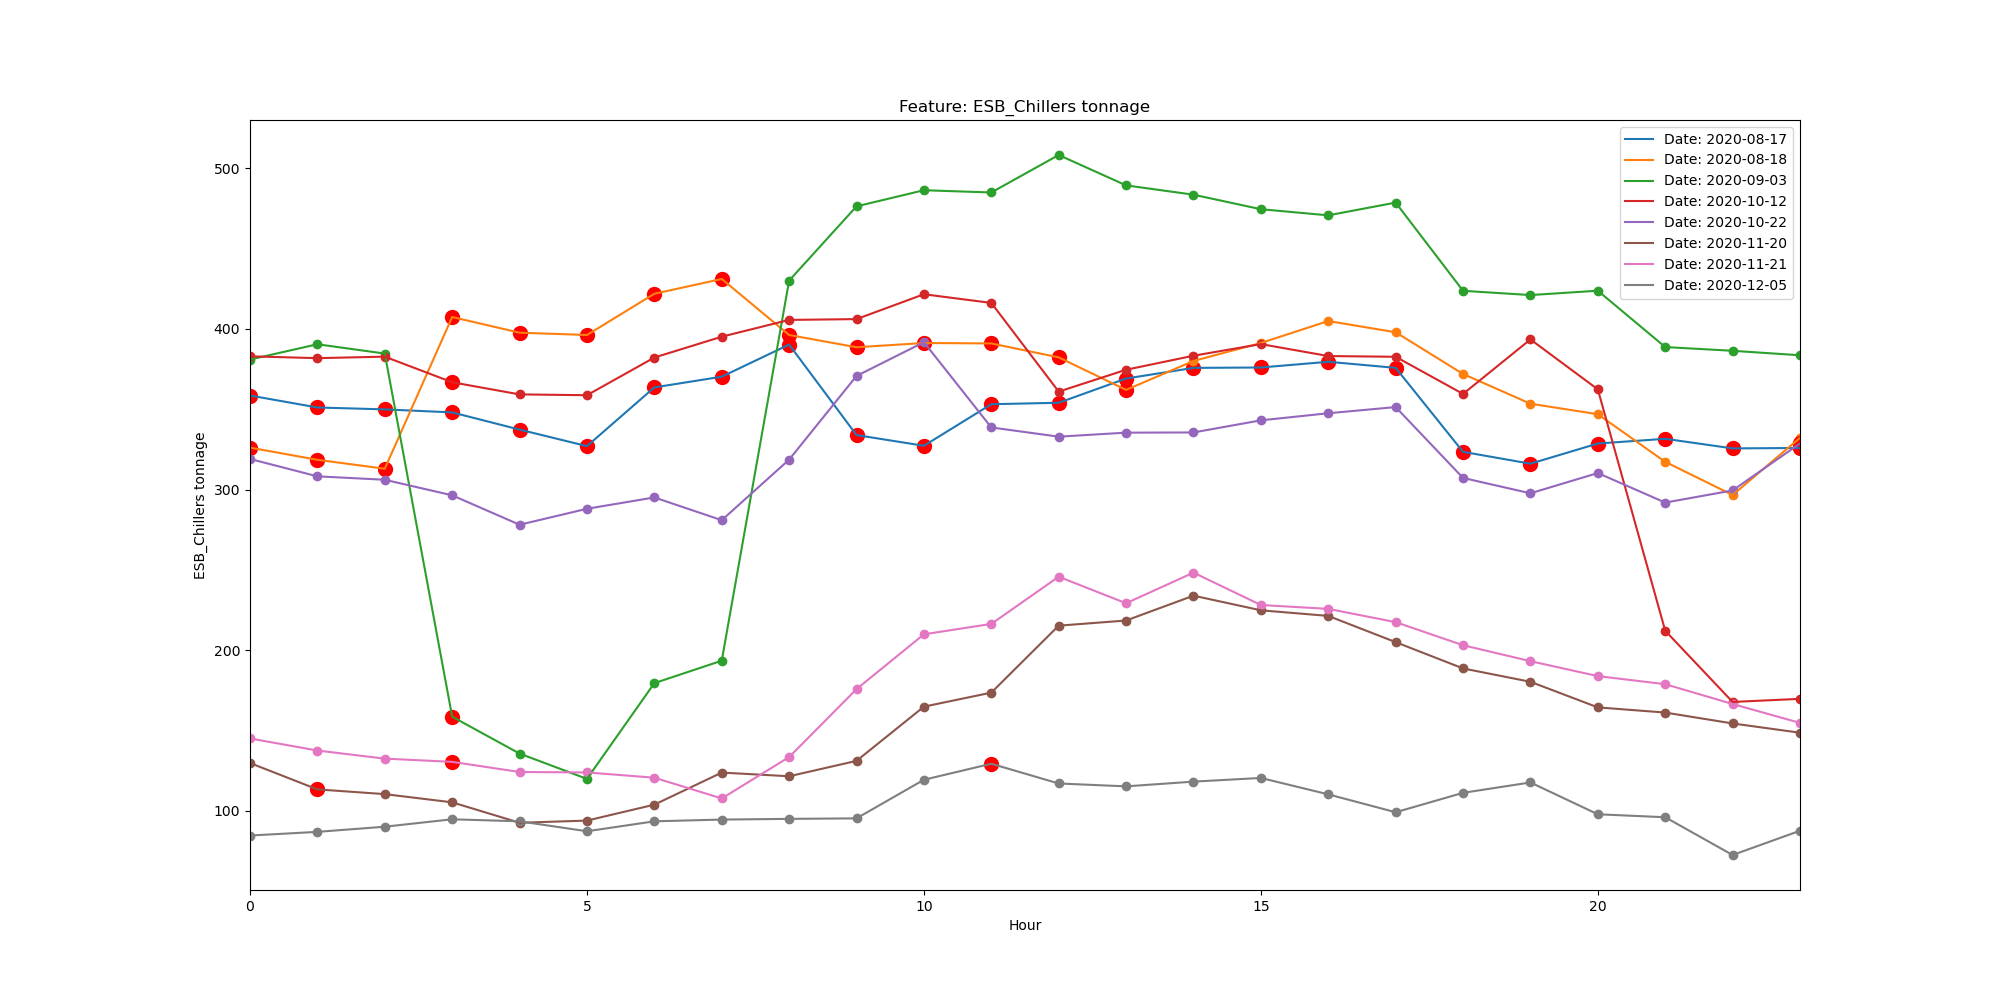 Feature: ESB_Chillers tonnage
Date: 2020-08-17
Date: 2020-08-18
Date: 2020-09-03
Date: 2020-10-12
Date: 2020-10-22
Date: 2020-11-20
Date: 2020-11-21
Date: 2020-12-05
500
400
300
200
100
ESB_Chillers tonnage
0 5 10 15 20
Hour